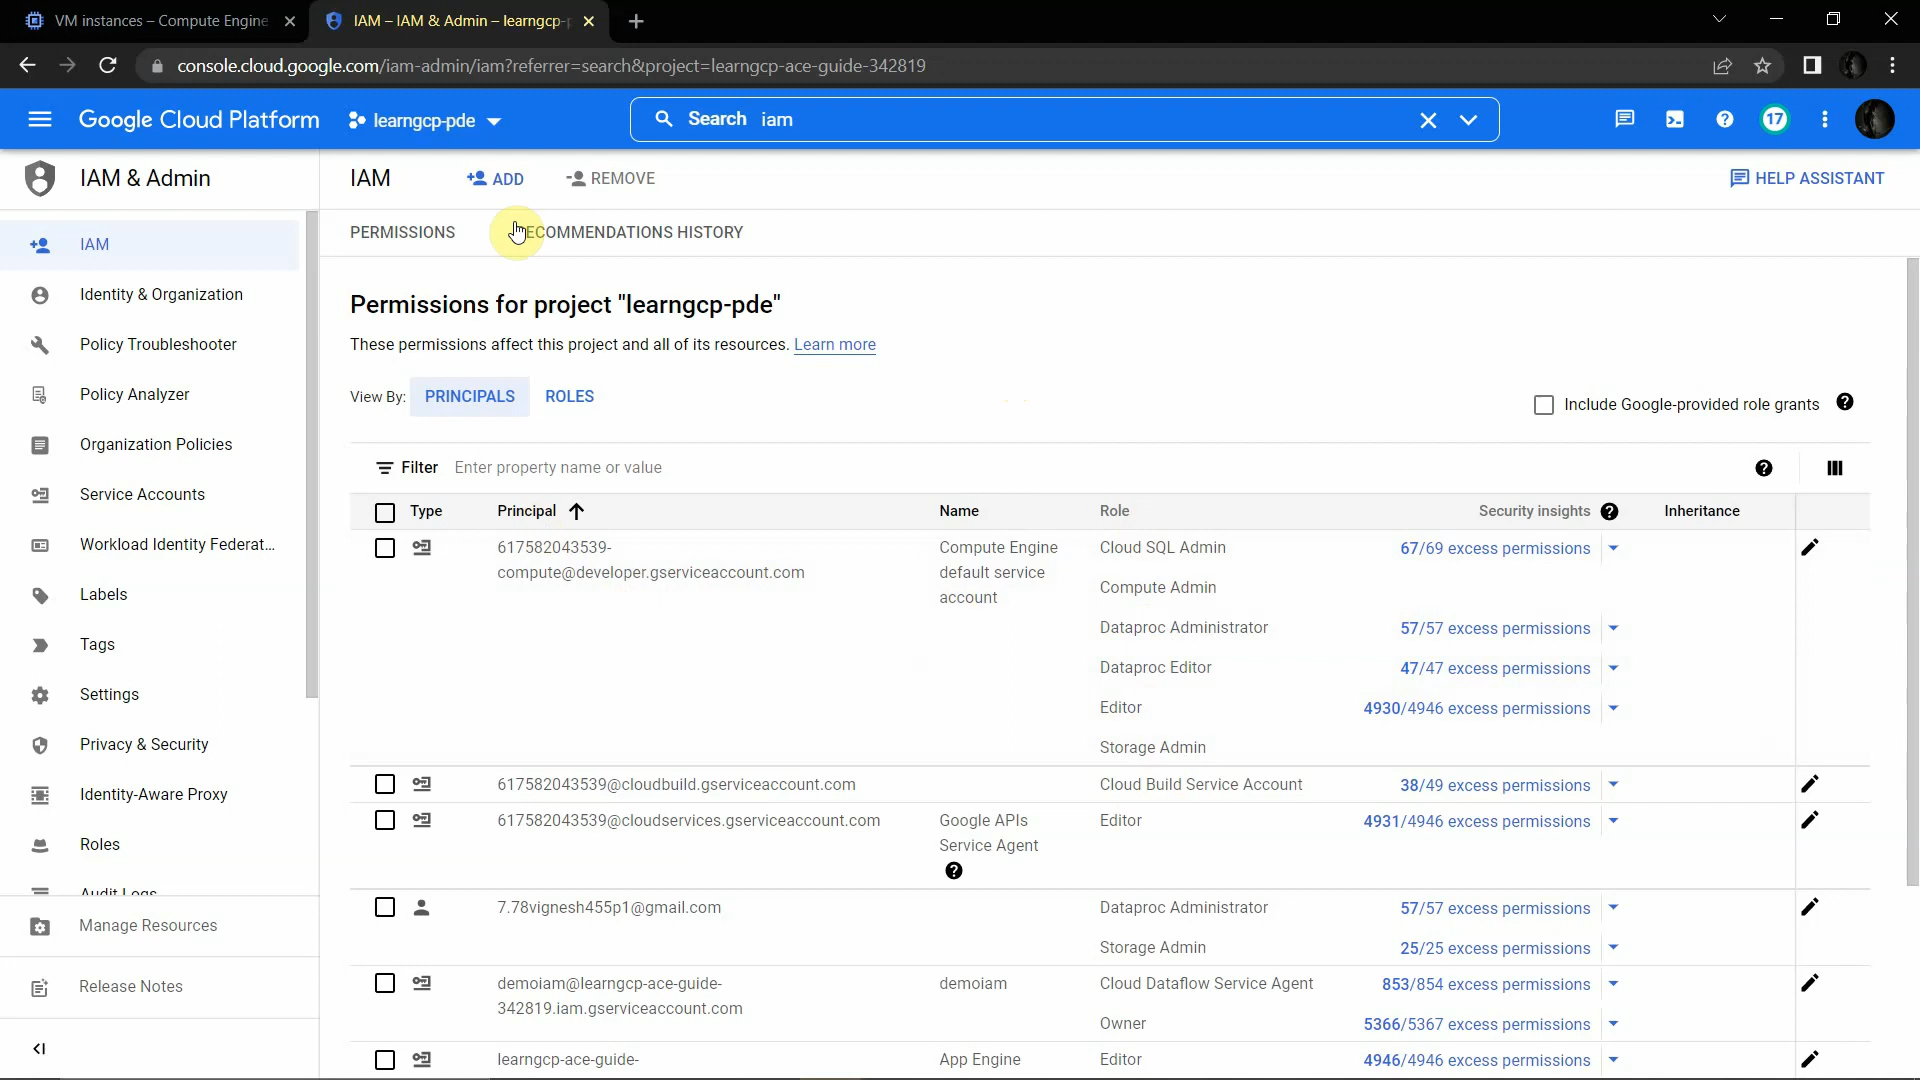 VM instances – Compute Engine
IAM – IAM & Admin – learngcp-p
console.cloud.google.com/iam-admin/iam?referrer=search&project=learngcp-ace-guide-342819
Google Cloud Platform
learngcp-pde
Search iam
17
IAM & Admin
IAM
ADD
REMOVE
HELP ASSISTANT
IAM
Identity & Organization
Policy Troubleshooter
Policy Analyzer
Organization Policies
Service Accounts
Workload Identity Federat...
Labels
Tags
Settings
Privacy & Security
Identity-Aware Proxy
Roles
Audit Logs
Manage Resources
Release Notes
PERMISSIONS
ECOMMENDATIONS HISTORY
Permissions for project "learngcp-pde"
These permissions affect this project and all of its resources. Learn more
View By: PRINCIPALS ROLES
Include Google-provided role grants
Filter Enter property name or value
Type Principal Name Role Security insights Inheritance
617582043539-
compute@developer.gserviceaccount.com
Compute Engine
default service
account
Cloud SQL Admin 67/69 excess permissions
Compute Admin
Dataproc Administrator 57/57 excess permissions
Dataproc Editor 47/47 excess permissions
Editor 4930/4946 excess permissions
Storage Admin
617582043539@cloudbuild.gserviceaccount.com Cloud Build Service Account 38/49 excess permissions
617582043539@cloudservices.gserviceaccount.com Google APIs Editor 4931/4946 excess permissions
Service Agent
7.78vignesh455p1@gmail.com Dataproc Administrator 57/57 excess permissions
Storage Admin 25/25 excess permissions
demoiam@learngcp-ace-guide- demoiam Cloud Dataflow Service Agent 853/854 excess permissions
342819.iam.gserviceaccount.com
Owner 5366/5367 excess permissions
learngcp-ace-guide- App Engine Editor 4946/4946 excess permissions